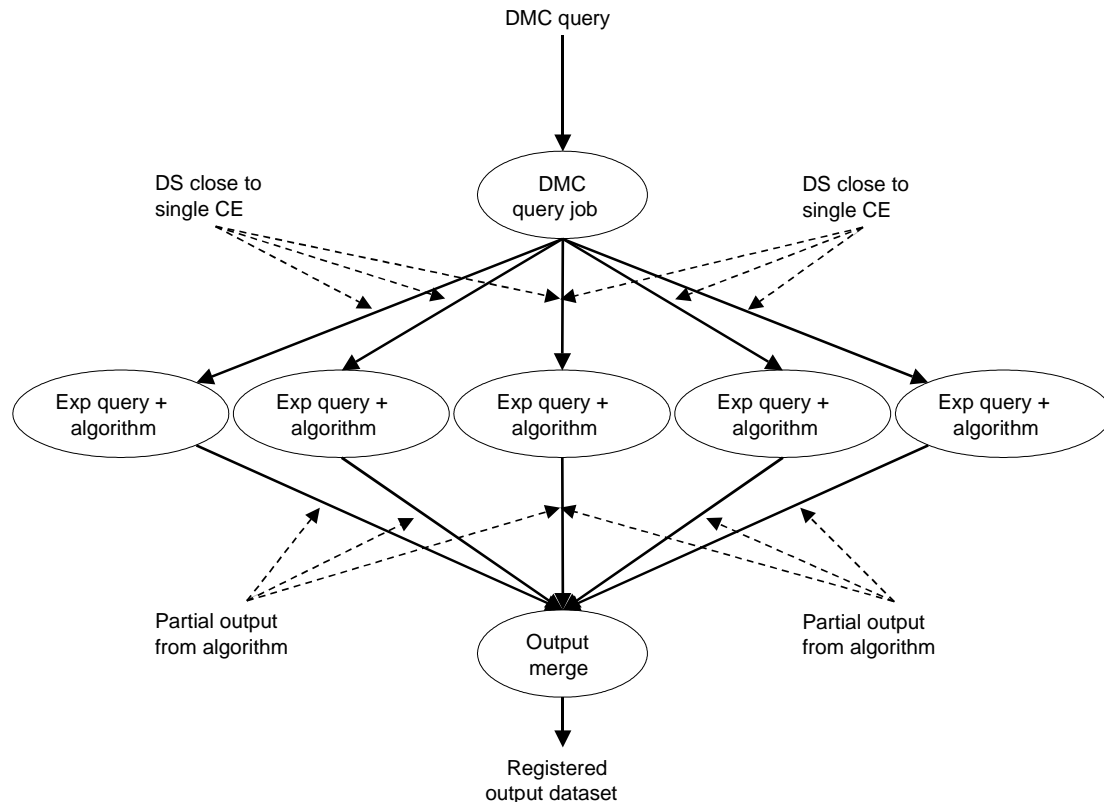 DMC query
DS close to
single CE
DMC
query job
DS close to
single CE
Exp query +
algorithm
Exp query +
algorithm
Exp query +
algorithm
Exp query +
algorithm
Exp query +
algorithm
Partial output
from algorithm
Output
merge
Partial output
from algorithm
Registered
output dataset